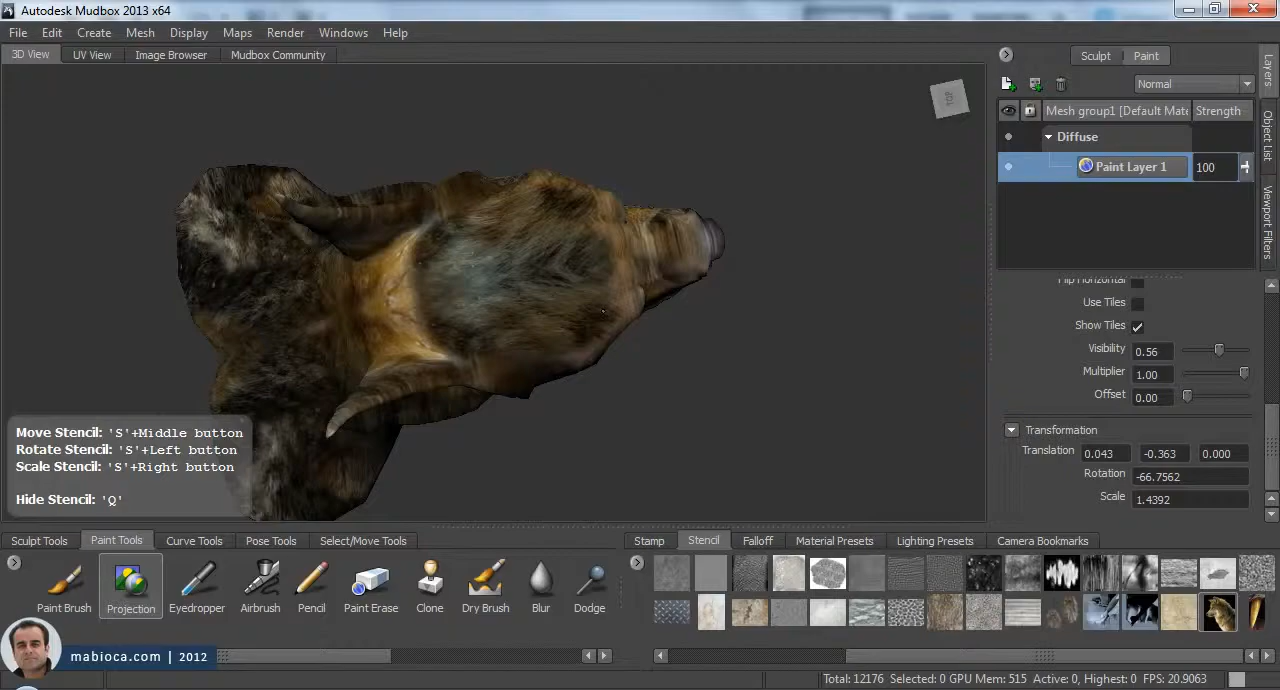 Autodesk Mudbox 2013 x64
File Edit Create Mesh Display Maps Render Windows Help
3D View UV View Image Browser Mudbox Community
Sculpt Paint
Layers
Normal
Mesh group1 [Default Mate Strength
Diffuse
Paint Layer 1 100
Object List
Viewport Filters
TOP
Flip Horizontal
Use Tiles
Show Tiles
Visibility 0.56
Multiplier 1.00
Offset 0.00
Transformation
Translation 0.043 -0.363 0.000
Rotation -66.7562
Scale 1.4392
Move Stencil: 'S'+Middle button
Rotate Stencil: 'S'+Left button
Scale Stencil: 'S'+Right button
Hide Stencil: 'Q'
Sculpt Tools Paint Tools Curve Tools Pose Tools Select/Move Tools
Stamp Stencil Falloff Material Presets Lighting Presets Camera Bookmarks
Paint Brush Projection Eyedropper Airbrush Pencil Paint Erase Clone Dry Brush Blur Dodge
mabioca.com | 2012
Total: 12176 Selected: 0 GPU Mem: 515 Active: 0, Highest: 0 FPS: 20.9063